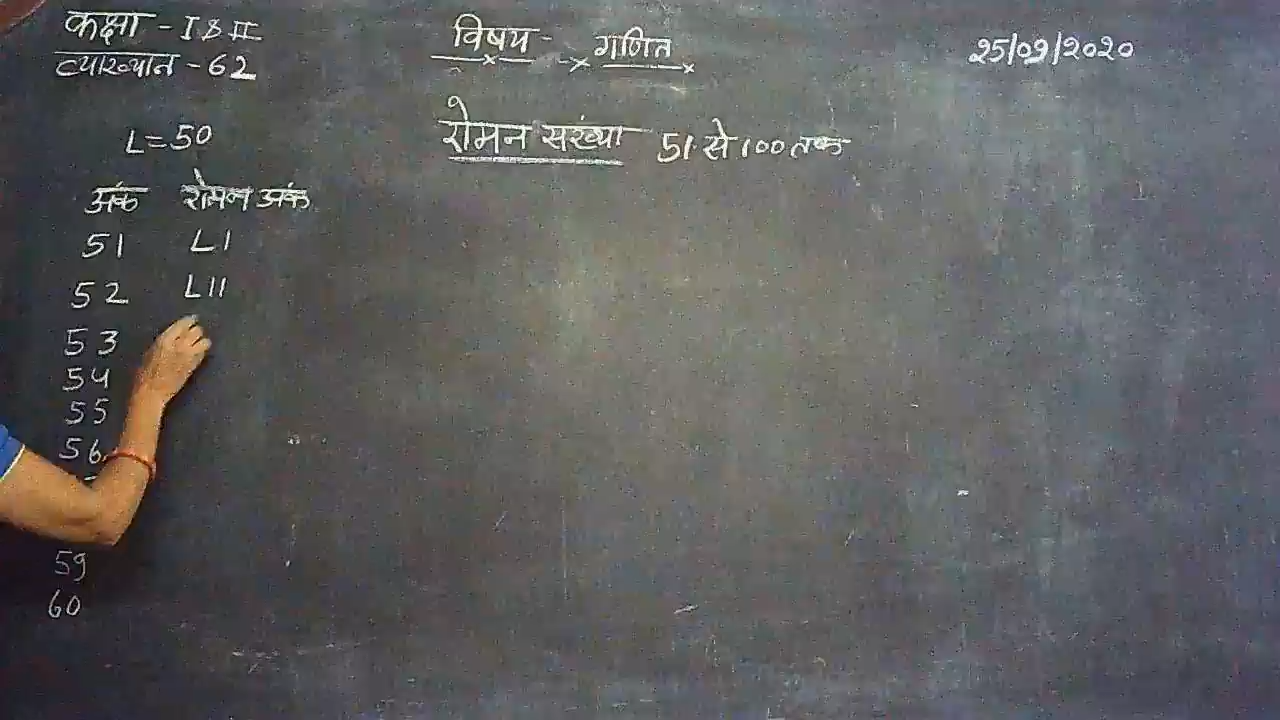 कक्षा - I & II
विषय - गणित
25/09/2020
व्याख्यान - 62
रोमन संख्या 51 से 100 तक
L = 50
अंक रोमन अंक
51 LI
52 LII
53
54
55
56
59
60